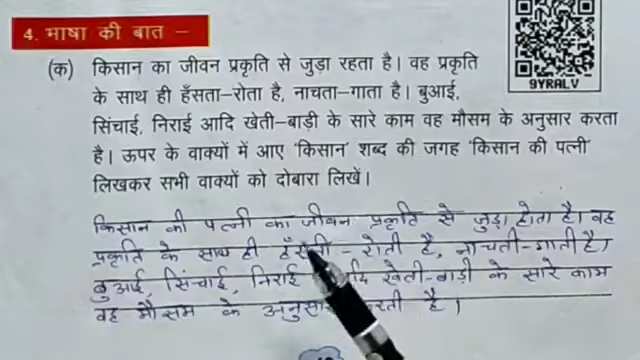 4. भाषा की बात –
9YRALV
(क) किसान का जीवन प्रकृति से जुड़ा रहता है। वह प्रकृति
के साथ ही हँसता-रोता है, नाचता-गाता है। बुआई,
सिंचाई, निराई आदि खेती-बाड़ी के सारे काम वह मौसम के अनुसार करता
है। ऊपर के वाक्यों में आए 'किसान' शब्द की जगह 'किसान की पत्नी'
लिखकर सभी वाक्यों को दोबारा लिखें।
किसान की पत्नी का जीवन प्रकृति से जुड़ा होता है। वह
प्रकृति के साथ ही - रोती है, नाचती-गाती है।
बुआई, सिंचाई, निराई खेती-बाड़ी के सारे काम
वह मौसम के अनुसार करती है।